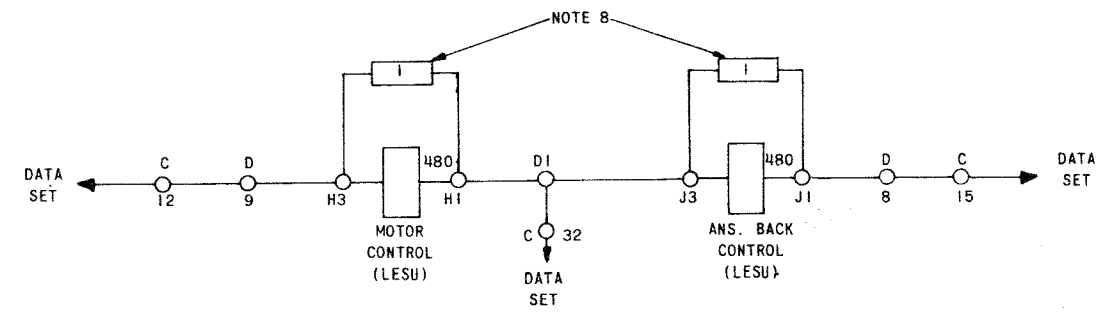 NOTE 8
1
1
480
480
DATA
SET
C
12
D
9
H3
H1
D1
J3
J1
D
8
C
15
DATA
SET
MOTOR
CONTROL
(LESU)
C 32
DATA
SET
ANS. BACK
CONTROL
(LESU)